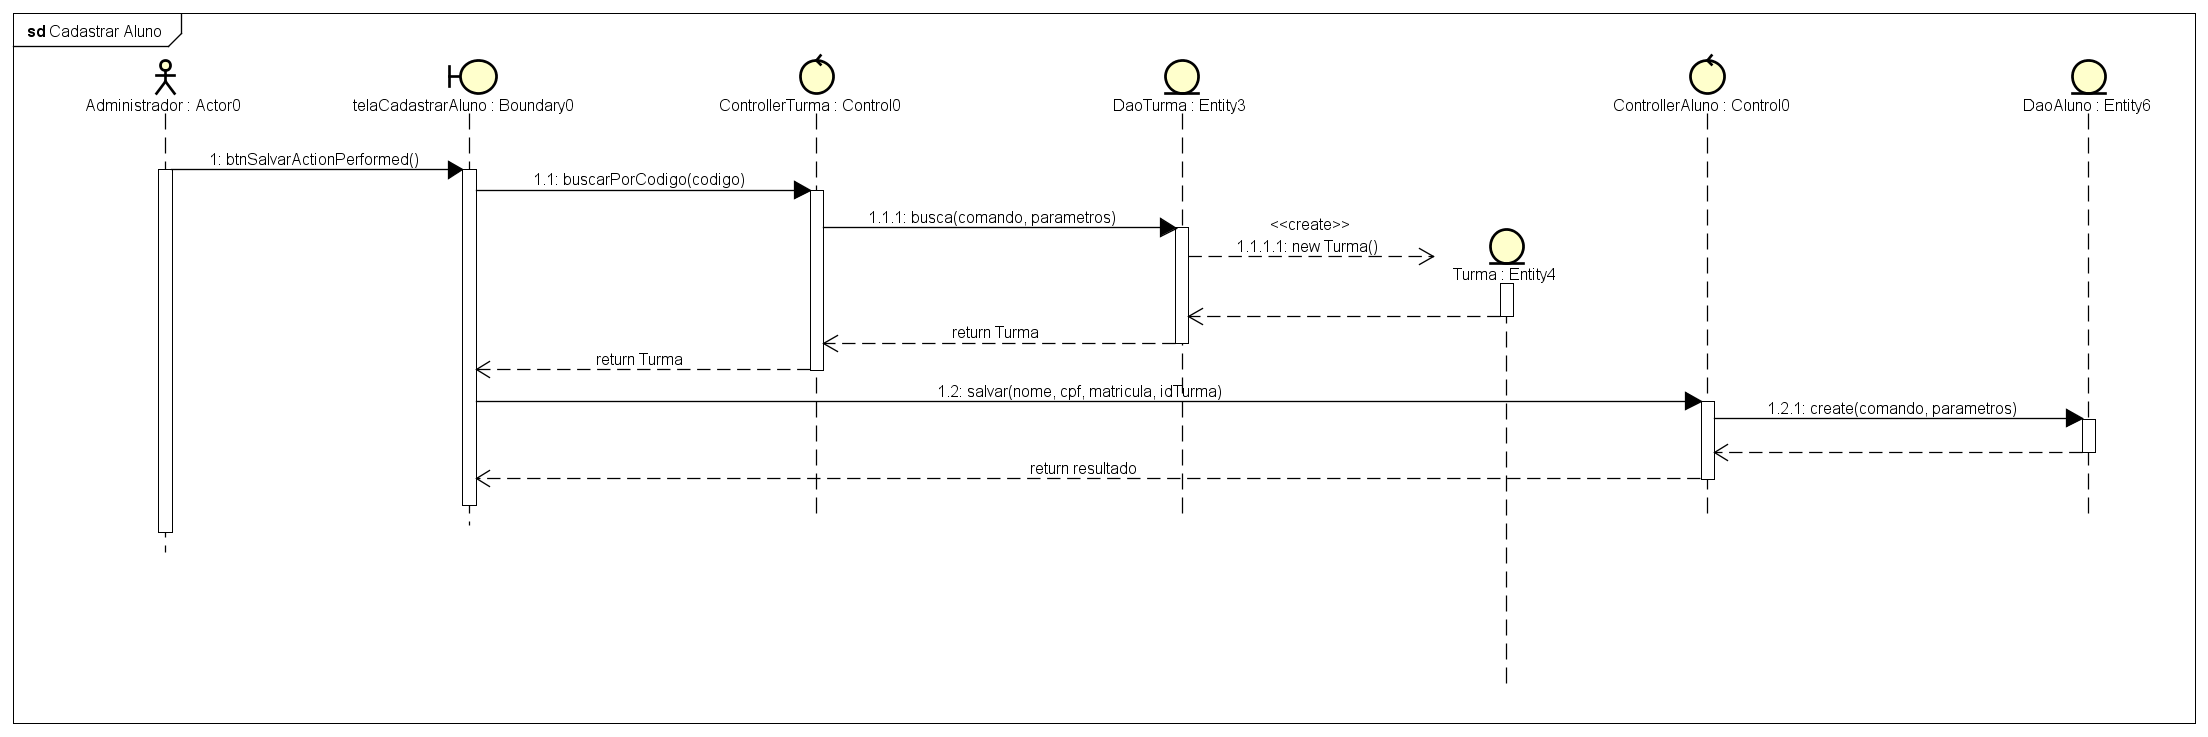 sd Cadastrar Aluno
Administrador : Actor0
telaCadastrarAluno : Boundary0
ControllerTurma : Control0
DaoTurma : Entity3
ControllerAluno : Control0
DaoAluno : Entity6
1: btnSalvarActionPerformed()
1.1: buscarPorCodigo(codigo)
1.1.1: busca(comando, parametros)
<<create>>
1.1.1.1: new Turma()
Turma : Entity4
return Turma
return Turma
1.2: salvar(nome, cpf, matricula, idTurma)
1.2.1: create(comando, parametros)
return resultado